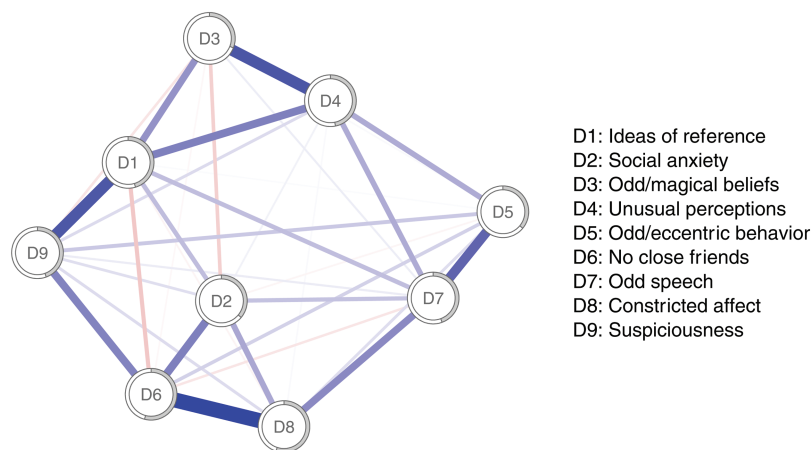 D3
D4
D1
D5
D9
D2
D7
D6
D8
D1: Ideas of reference
D2: Social anxiety
D3: Odd/magical beliefs
D4: Unusual perceptions
D5: Odd/eccentric behavior
D6: No close friends
D7: Odd speech
D8: Constricted affect
D9: Suspiciousness